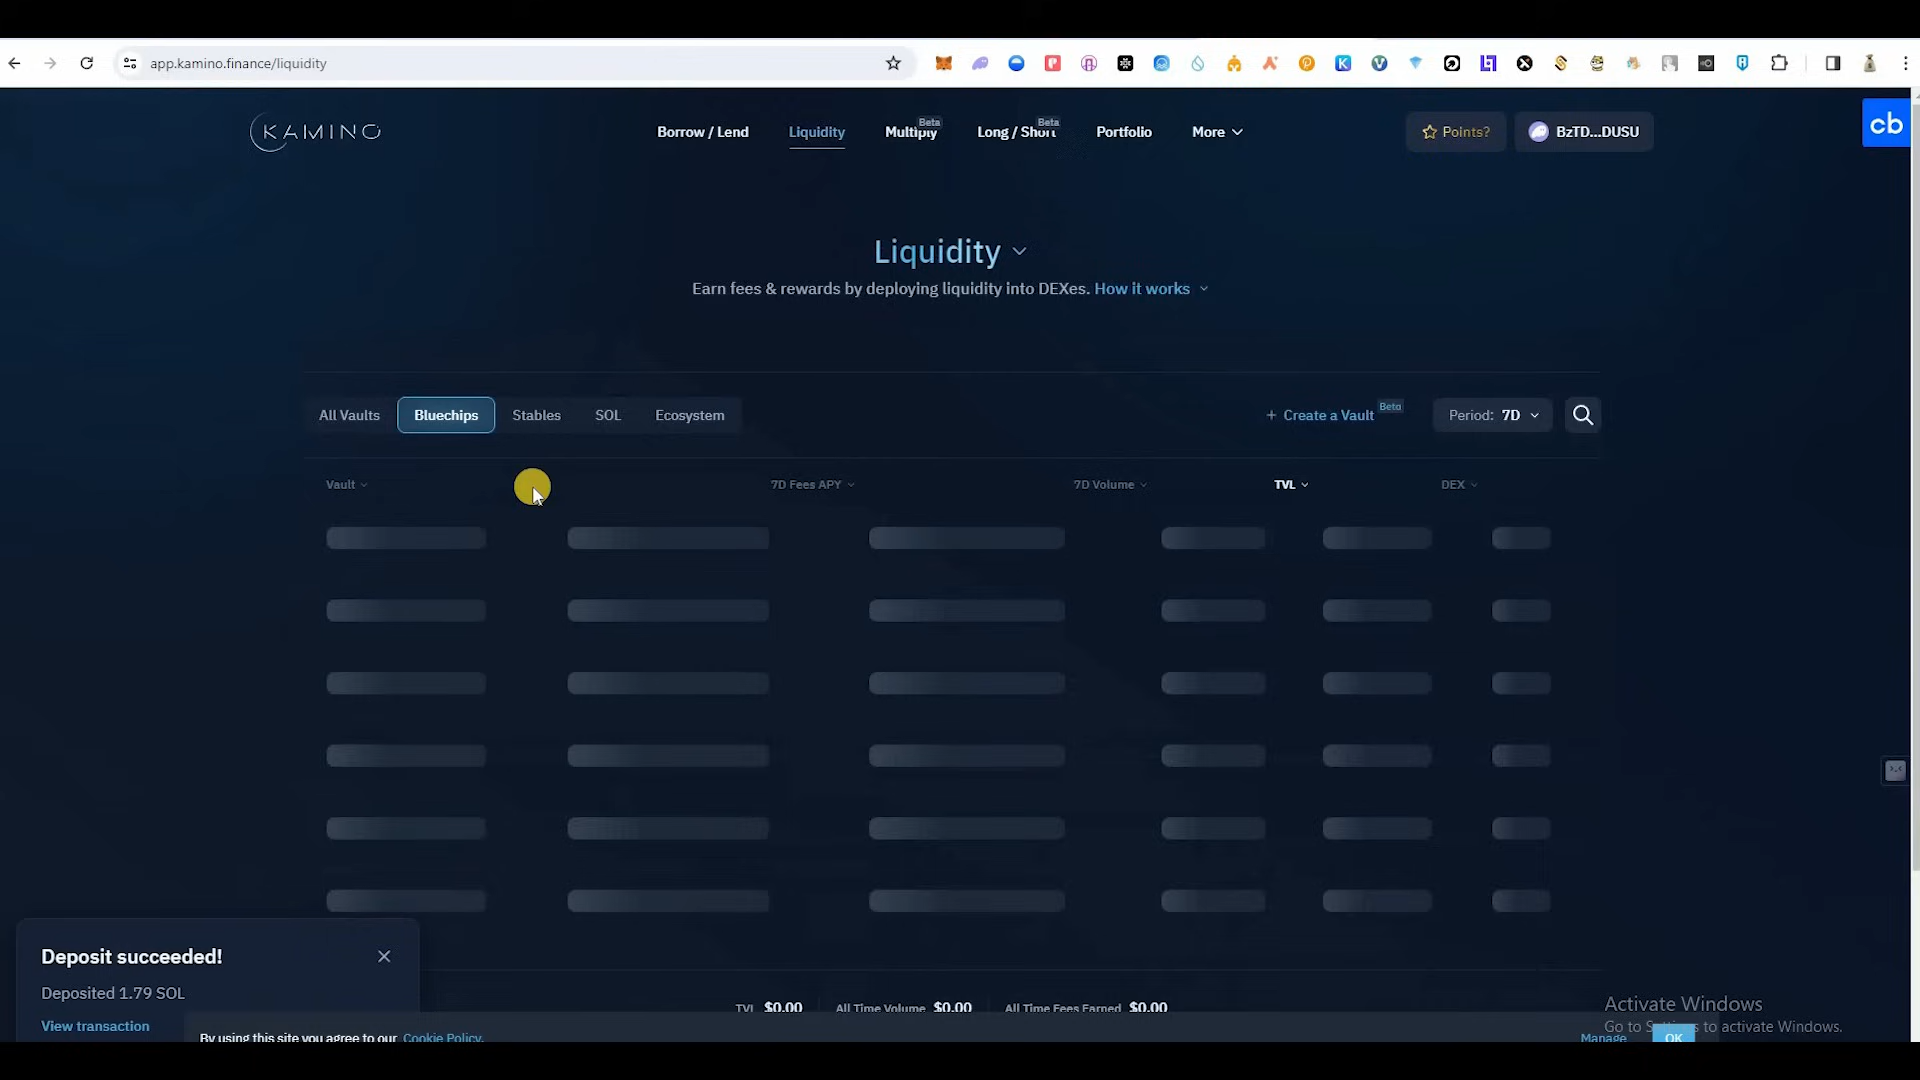 app.kamino.finance/liquidity
KAMINO
Borrow / Lend
Liquidity
Multiply Beta
Long / Short Beta
Portfolio
More
Points?
BzTD...DUSU
cb
Liquidity
Earn fees & rewards by deploying liquidity into DEXes. How it works
All Vaults
Bluechips
Stables
SOL
Ecosystem
+ Create a Vault Beta
Period: 7D
Vault
7D Fees APY
7D Volume
TVL
DEX
Deposit succeeded!
Deposited 1.79 SOL
View transaction
TVL $0.00
All Time Volume $0.00
All Time Fees Earned $0.00
By using this site you agree to our Cookie Policy.
Manage
OK
Activate Windows
Go to Settings to activate Windows.